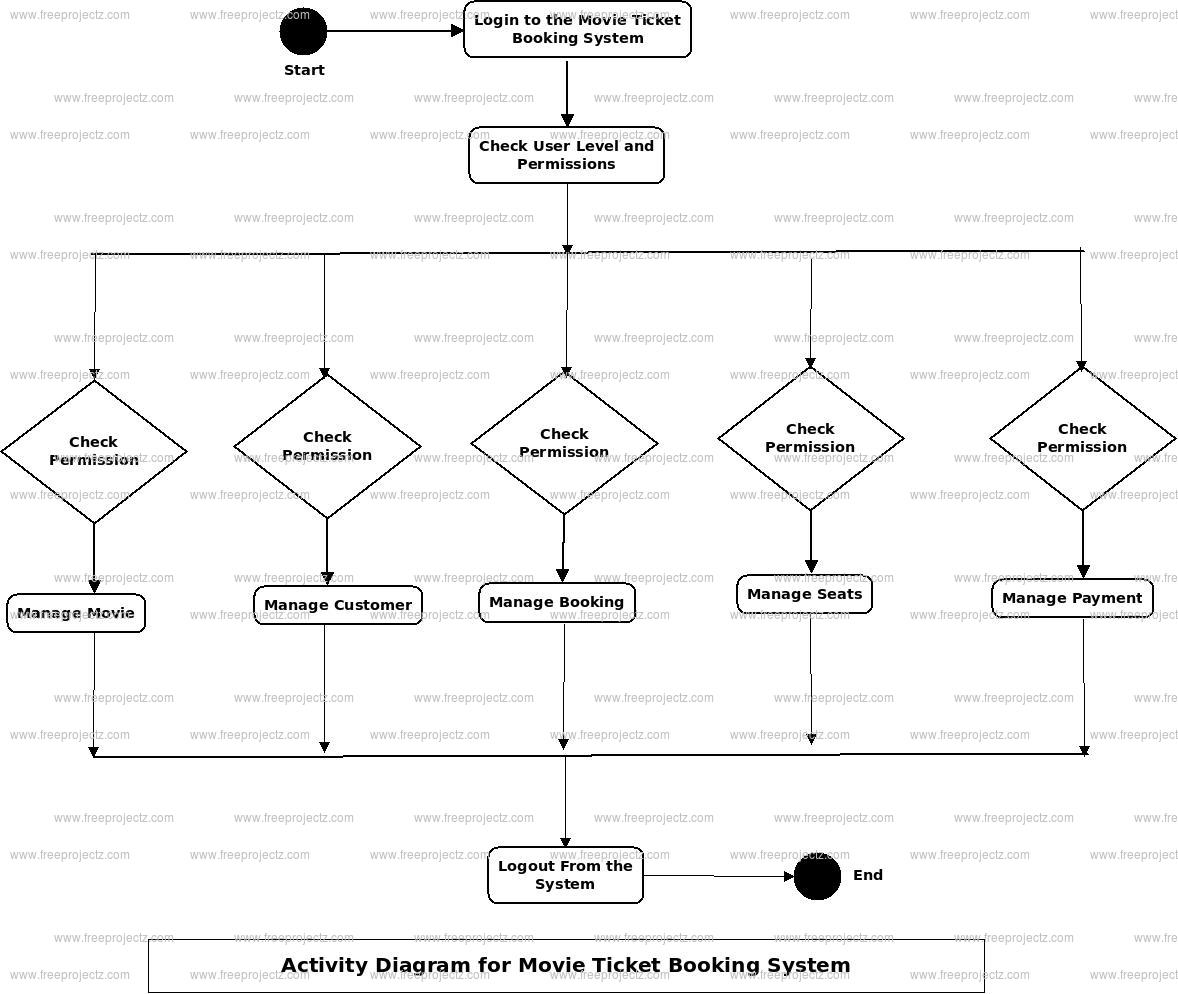 Login to the Movie Ticket
Booking System
Start
Check User Level and
Permissions
Check
Permission
Check
Permission
Check
Permission
Check
Permission
Check
Permission
Manage Movie
Manage Customer
Manage Booking
Manage Seats
Manage Payment
Logout From the
System
End
Activity Diagram for Movie Ticket Booking System
www.freeprojectz.com